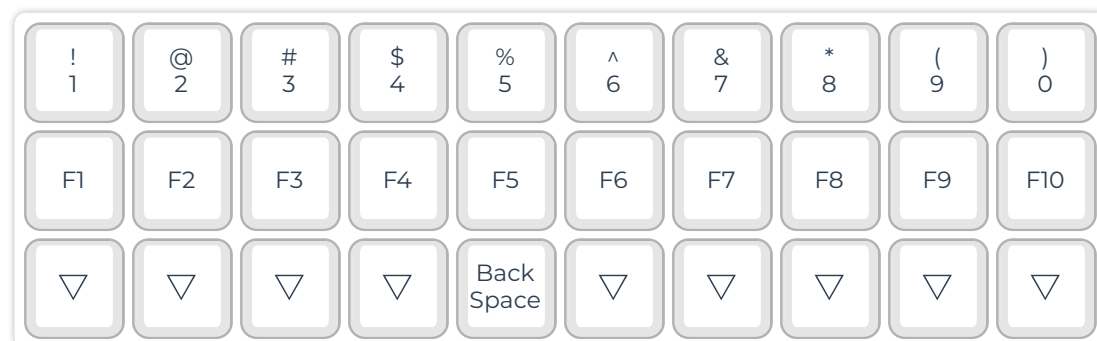 ! @ # $ % ^ & * ( )
1 2 3 4 5 6 7 8 9 0
F1 F2 F3 F4 F5 F6 F7 F8 F9 F10
▽ ▽ ▽ ▽ Back ▽ ▽ ▽ ▽ ▽
Space